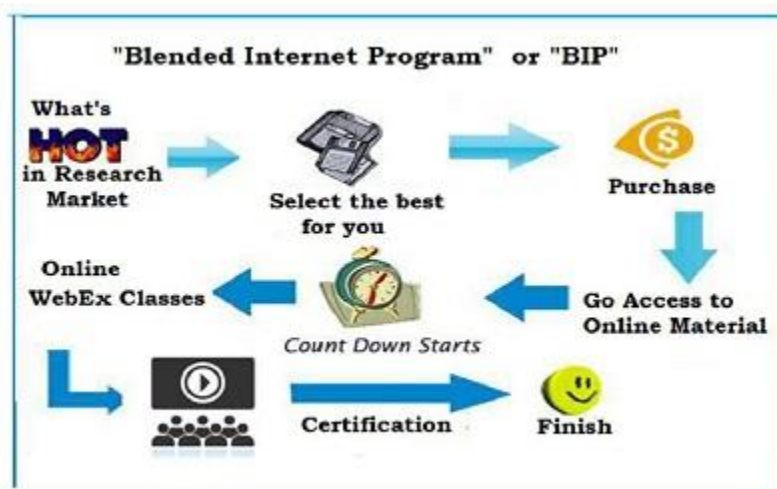 "Blended Internet Program" or "BIP"
What's
HOT
in Research
Market
Select the best
for you
Purchase
Go Access to
Online Material
Count Down Starts
Online
WebEx Classes
Certification
Finish